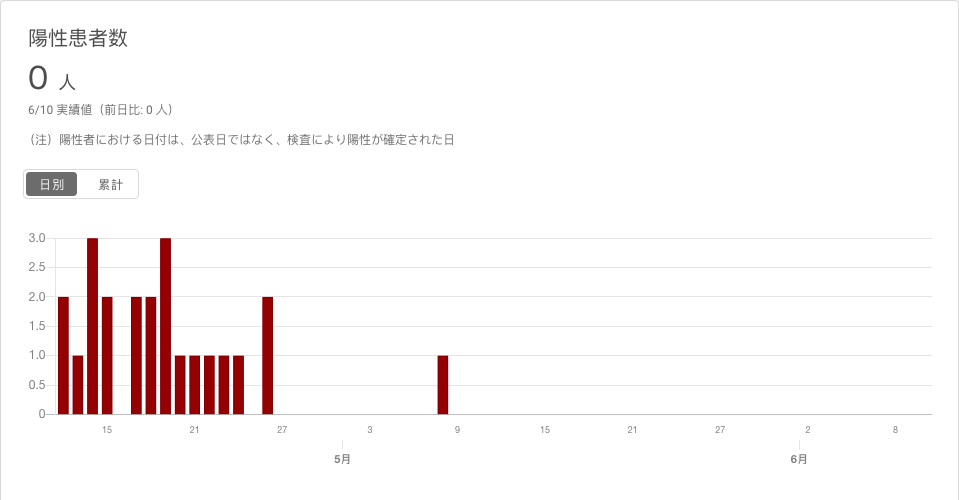 陽性患者数
0 人
6/10 実績値（前日比: 0 人）
（注）陽性者における日付は、公表日ではなく、検査により陽性が確定された日
日別 累計
3.0
2.5
2.0
1.5
1.0
0.5
0
15 21 27 3 9 15 21 27 2 8
5月 6月